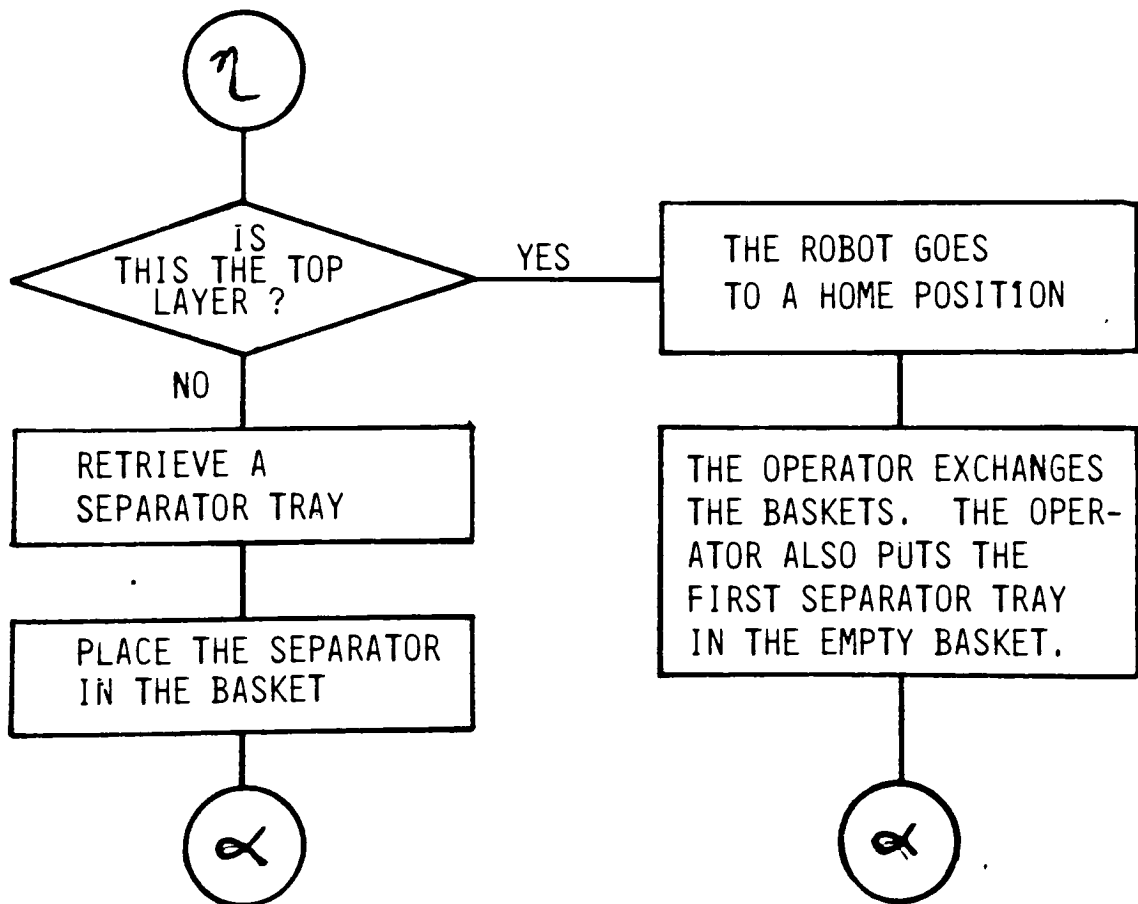 η
IS
THIS THE TOP
LAYER ?
YES
NO
THE ROBOT GOES
TO A HOME POSITION
RETRIEVE A
SEPARATOR TRAY
THE OPERATOR EXCHANGES
THE BASKETS. THE OPER-
ATOR ALSO PUTS THE
FIRST SEPARATOR TRAY
IN THE EMPTY BASKET.
PLACE THE SEPARATOR
IN THE BASKET
α
α